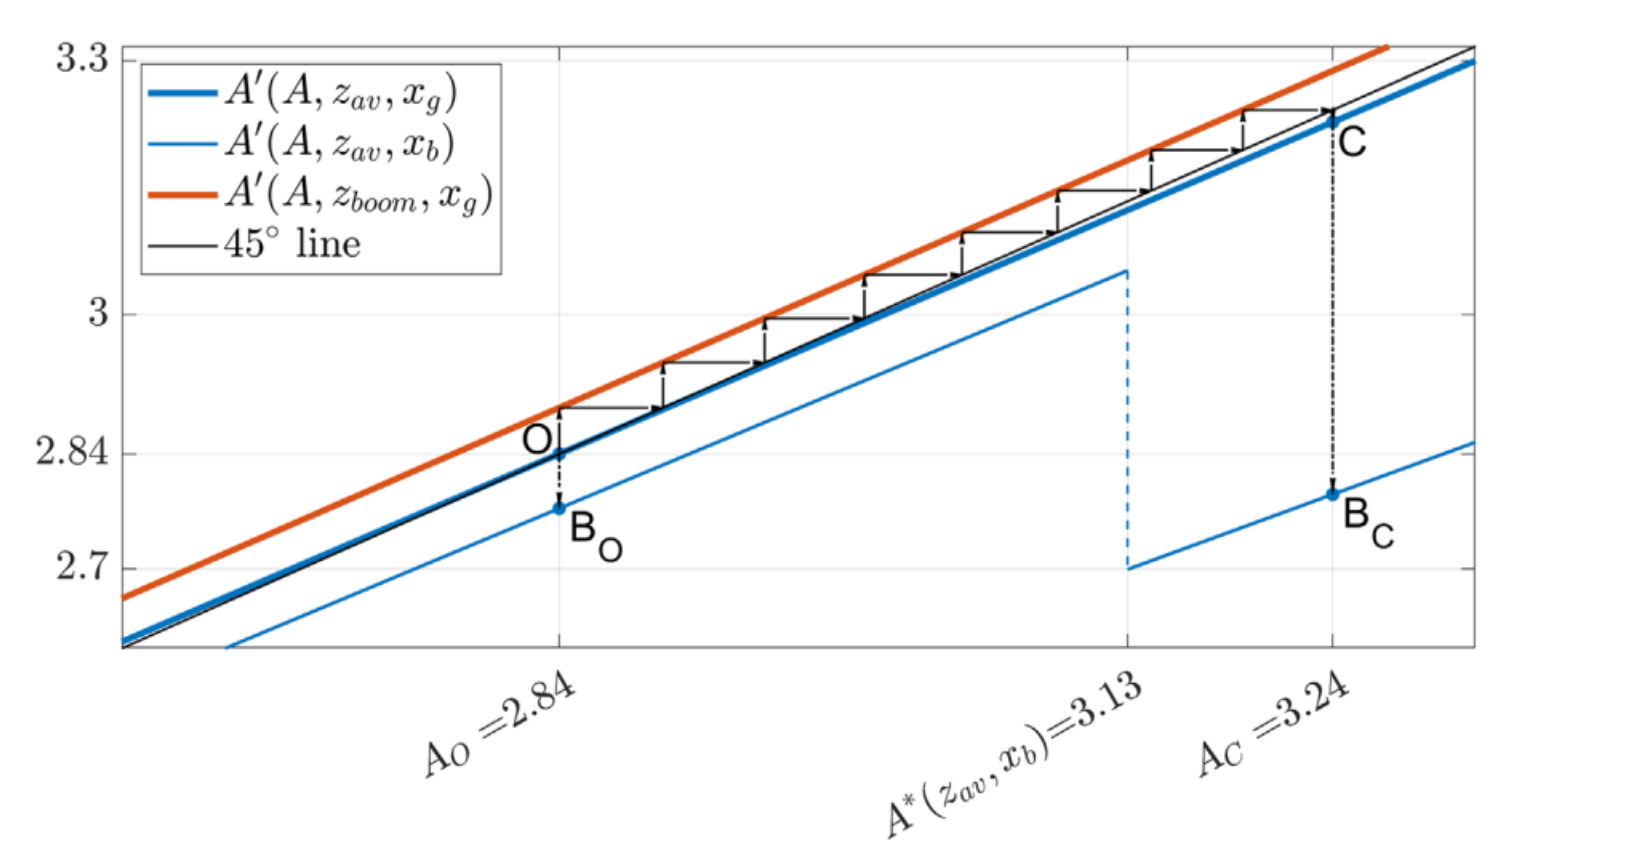 3.3
3
2.84
2.7
A′(A, z_av, x_g)
A′(A, z_av, x_b)
A′(A, z_boom, x_g)
45° line
O
B_O
C
B_C
A_O =2.84
A*(z_av, x_b)=3.13
A_C =3.24